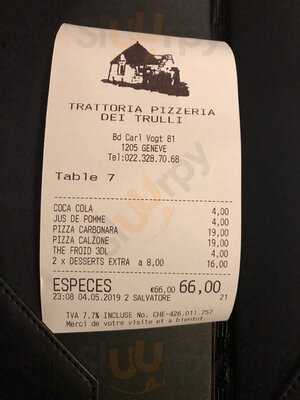 TRATTORIA PIZZERIA
DEI TRULLI
Bd Carl Vogt 81
1205 GENEVE
Tel:022.328.70.68
Table 7
COCA COLA 4,00
JUS DE POMME 4,00
PIZZA CARBONARA 19,00
PIZZA CALZONE 19,00
THE FROID 3DL 4,00
2 x DESSERTS EXTRA à 8,00 16,00
ESPECES €66,00 66,00
23:08 04.05.2019 2 SALVATORE 21
TVA 7.7% INCLUSE No. CHE-426.011.757
Merci de votre visite et a bientot.